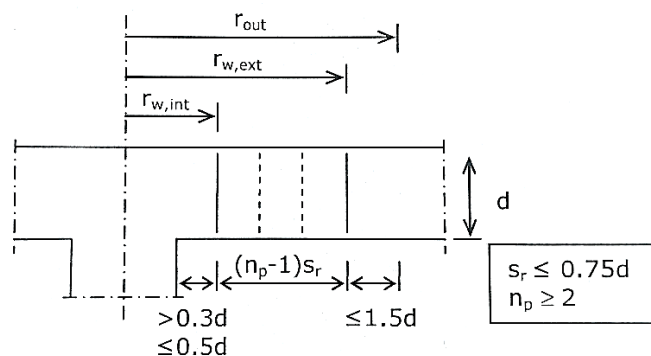 r_out
r_w,ext
r_w,int
d
(n_p-1)s_r
>0.3d
≤0.5d
≤1.5d
s_r ≤ 0.75d
n_p ≥ 2